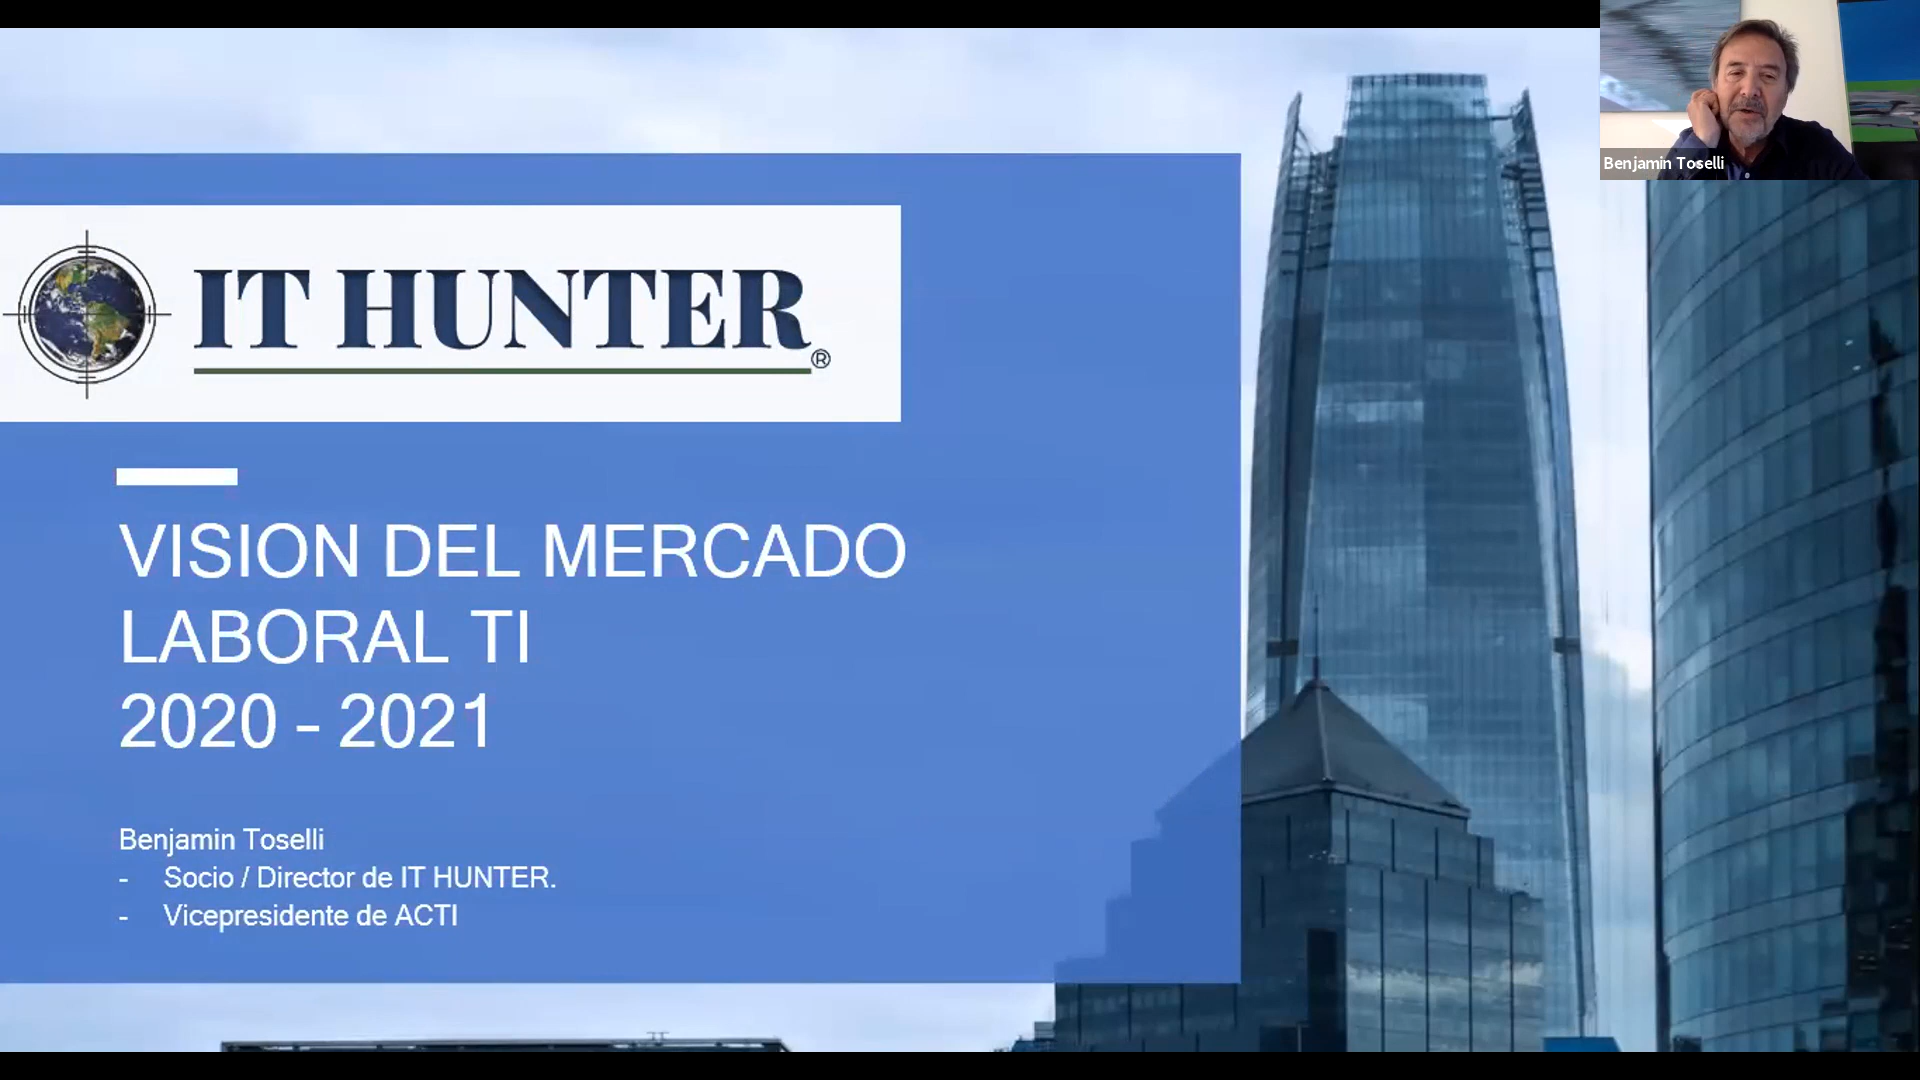 Benjamin Toselli
IT HUNTER®
VISION DEL MERCADO
LABORAL TI
2020 - 2021
Benjamin Toselli
- Socio / Director de IT HUNTER.
- Vicepresidente de ACTI